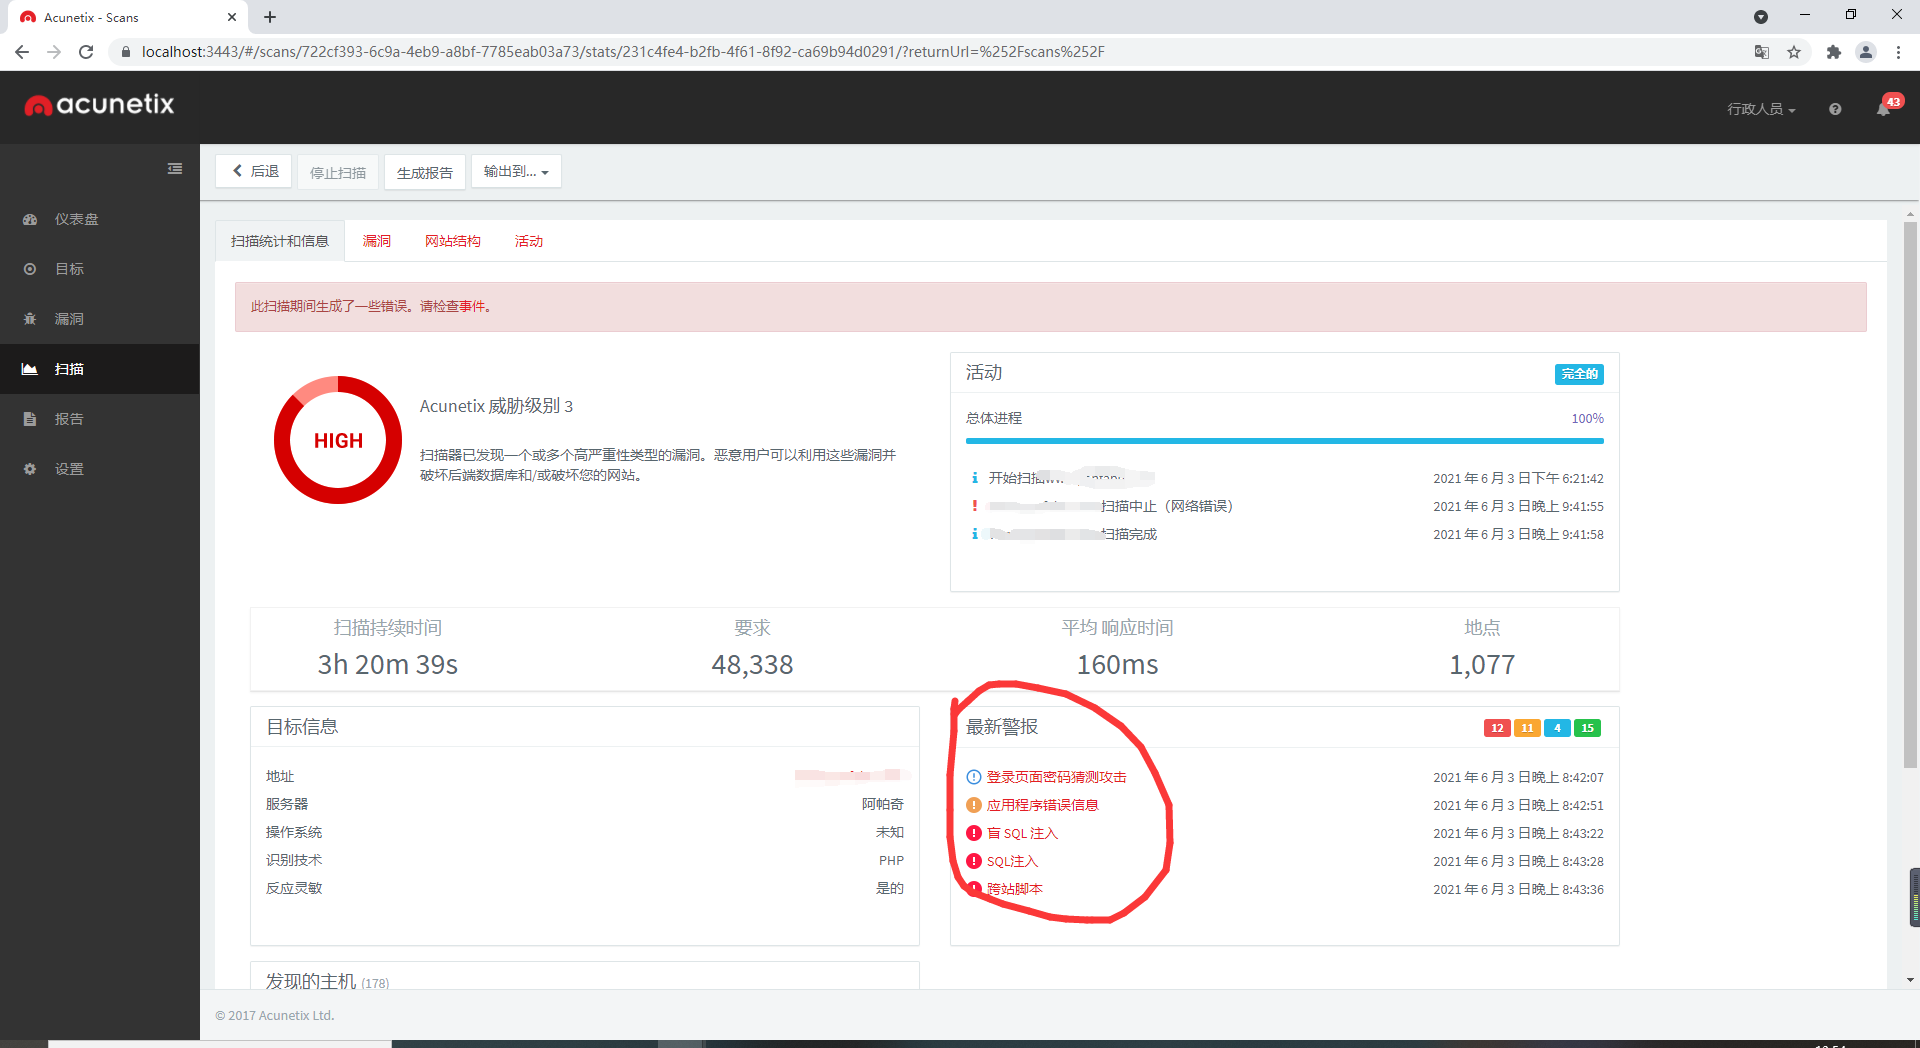 Acunetix - Scans
localhost:3443/#/scans/722cf393-6c9a-4eb9-a8bf-7785eab03a73/stats/231c4fe4-b2fb-4f61-8f92-ca69b94d0291/?returnUrl=%252Fscans%252F
acunetix
行政人员
43
后退
停止扫描
生成报告
输出到...
仪表盘
目标
漏洞
扫描
报告
设置
扫描统计和信息 漏洞 网站结构 活动
此扫描期间生成了一些错误。请检查事件。
HIGH
Acunetix 威胁级别 3
扫描器已发现一个或多个高严重性类型的漏洞。恶意用户可以利用这些漏洞并
破坏后端数据库和/或破坏您的网站。
活动 完全的
总体进程 100%
开始扫描 2021 年 6 月 3 日下午 6:21:42
扫描中止（网络错误） 2021 年 6 月 3 日晚上 9:41:55
扫描完成 2021 年 6 月 3 日晚上 9:41:58
扫描持续时间 要求 平均 响应时间 地点
3h 20m 39s 48,338 160ms 1,077
目标信息
地址
服务器 阿帕奇
操作系统 未知
识别技术 PHP
反应灵敏 是的
最新警报 12 11 4 15
登录页面密码猜测攻击 2021 年 6 月 3 日晚上 8:42:07
应用程序错误信息 2021 年 6 月 3 日晚上 8:42:51
盲 SQL 注入 2021 年 6 月 3 日晚上 8:43:22
SQL注入 2021 年 6 月 3 日晚上 8:43:28
跨站脚本 2021 年 6 月 3 日晚上 8:43:36
发现的主机 (178)
© 2017 Acunetix Ltd.